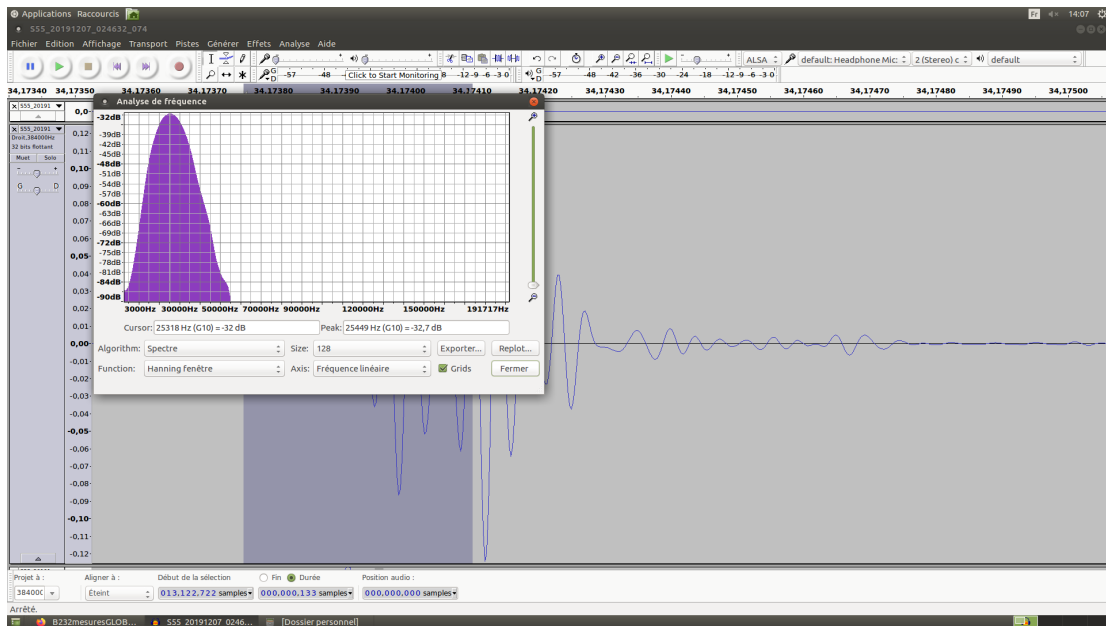 Applications Raccourcis Fr 14:07
S55_20191207_024632_074
Fichier Edition Affichage Transport Pistes Générer Effets Analyse Aide
ALSA default: Headphone Mic: 2 (Stereo) c default
-57 -48 Click to Start Monitoring 8 -12 -9 -6 -3 0 G D -57 -48 -42 -36 -30 -24 -18 -12 -9 -6 -3 0
34,17340 34,17350 34,17360 34,17370 34,17380 34,17390 34,17400 34,17410 34,17420 34,17430 34,17440 34,17450 34,17460 34,17470 34,17480 34,17490 34,17500
S55_20191
0,0
S55_20191
Droit,384000Hz
32 bits flottant
Muet Solo
- +
G D
0,12
0,11
0,10
0,09
0,08
0,07
0,06
0,05
0,04
0,03
0,02
0,01
0,00
-0,01
-0,02
-0,03
-0,04
-0,05
-0,06
-0,07
-0,08
-0,09
-0,10
-0,11
-0,12
Analyse de fréquence
-32dB
-39dB
-42dB
-45dB
-48dB
-51dB
-54dB
-57dB
-60dB
-63dB
-69dB
-72dB
-75dB
-78dB
-81dB
-84dB
-90dB
30000Hz 300000Hz 50000Hz 70000Hz 90000Hz 120000Hz 150000Hz 191717Hz
Cursor: 25318 Hz (G10) = -32 dB Peak: 25449 Hz (G10) = -32,7 dB
Algorithm: Spectre Size: 128 Exporter... Replot...
Function: Hanning fenêtre Axis: Fréquence linéaire Grids Fermer
Projet à : Aligner à : Début de la sélection Fin Durée Position audio :
384000 Eteint 013,122,722 samples 000,000,133 samples 000,000,000 samples
Arrêté.
B232mesuresGLOB... S55_20191207_0246... [Dossier personnel]